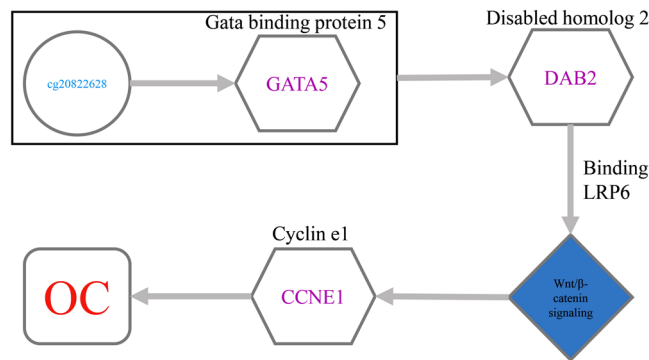 Gata binding protein 5
Disabled homolog 2
cg20822628
GATA5
DAB2
Binding
LRP6
Cyclin e1
OC
CCNE1
Wnt/β-
catenin
signaling